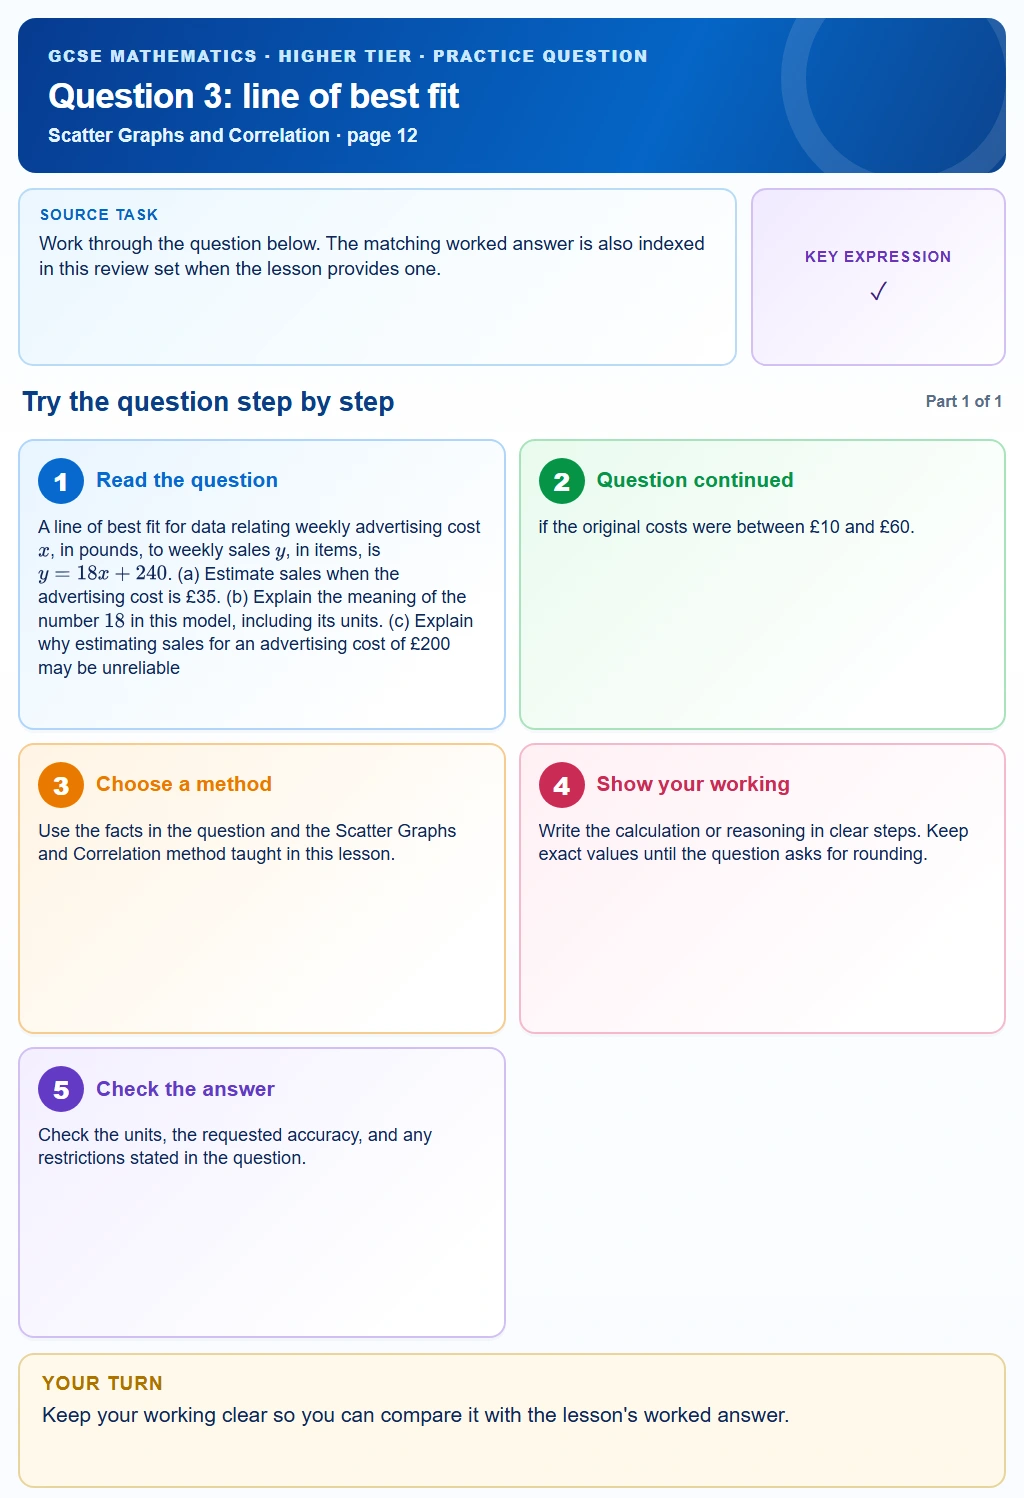 GCSE MATHEMATICS · HIGHER TIER · PRACTICE QUESTION
Question 3: line of best fit
Scatter Graphs and Correlation · page 12
SOURCE TASK
Work through the question below. The matching worked answer is also indexed
in this review set when the lesson provides one.
KEY EXPRESSION
✓
Try the question step by step
Part 1 of 1
1 Read the question
A line of best fit for data relating weekly advertising cost
x, in pounds, to weekly sales y, in items, is
y = 18x + 240. (a) Estimate sales when the
advertising cost is £35. (b) Explain the meaning of the
number 18 in this model, including its units. (c) Explain
why estimating sales for an advertising cost of £200
may be unreliable
2 Question continued
if the original costs were between £10 and £60.
3 Choose a method
Use the facts in the question and the Scatter Graphs
and Correlation method taught in this lesson.
4 Show your working
Write the calculation or reasoning in clear steps. Keep
exact values until the question asks for rounding.
5 Check the answer
Check the units, the requested accuracy, and any
restrictions stated in the question.
YOUR TURN
Keep your working clear so you can compare it with the lesson's worked answer.